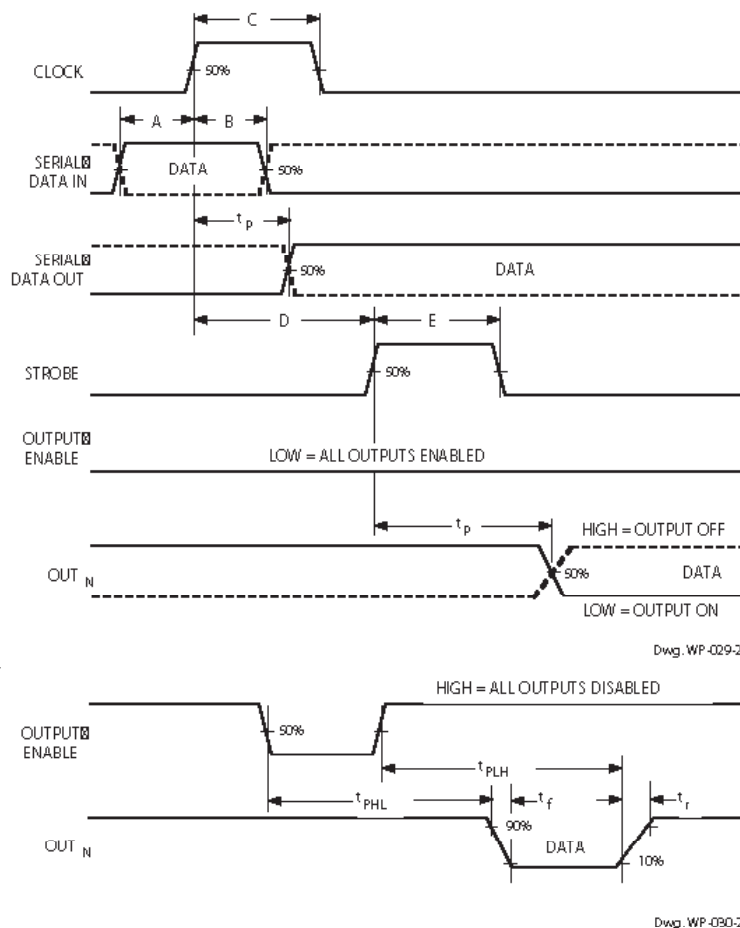 C
CLOCK
50%
A
B
SERIAL
DATA IN
DATA
50%
t p
SERIAL
DATA OUT
50%
DATA
D
E
STROBE
50%
OUTPUT
ENABLE
LOW = ALL OUTPUTS ENABLED
t p
HIGH = OUTPUT OFF
OUT N
50%
DATA
LOW = OUTPUT ON
Dwg. WP-029-2
HIGH = ALL OUTPUTS DISABLED
OUTPUT
ENABLE
50%
t PLH
t PHL
t f
t r
OUT N
90%
DATA
10%
Dwg. WP-030-2